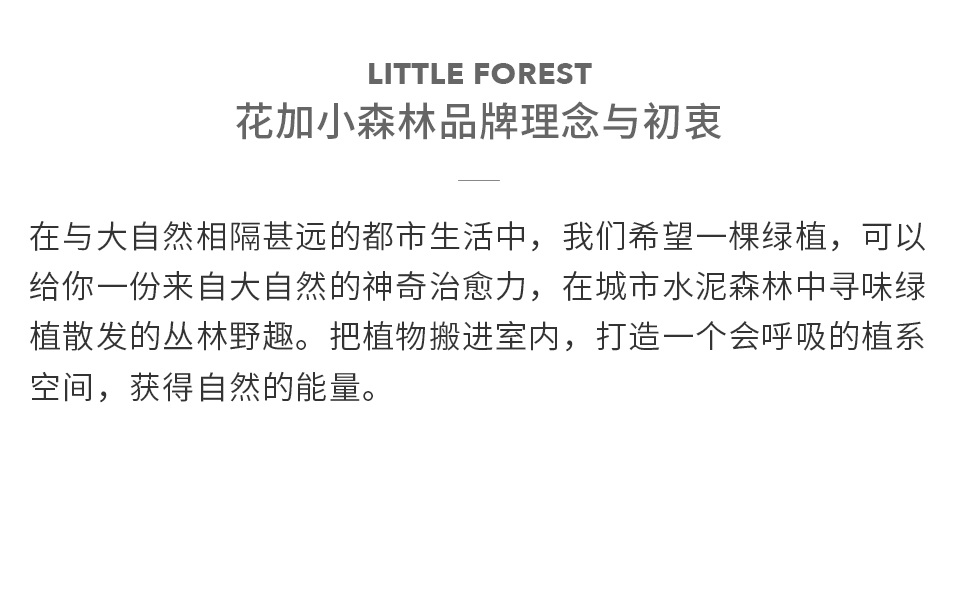 LITTLE FOREST
花加小森林品牌理念与初衷
在与大自然相隔甚远的都市生活中，我们希望一棵绿植，可以
给你一份来自大自然的神奇治愈力，在城市水泥森林中寻味绿
植散发的丛林野趣。把植物搬进室内，打造一个会呼吸的植系
空间，获得自然的能量。